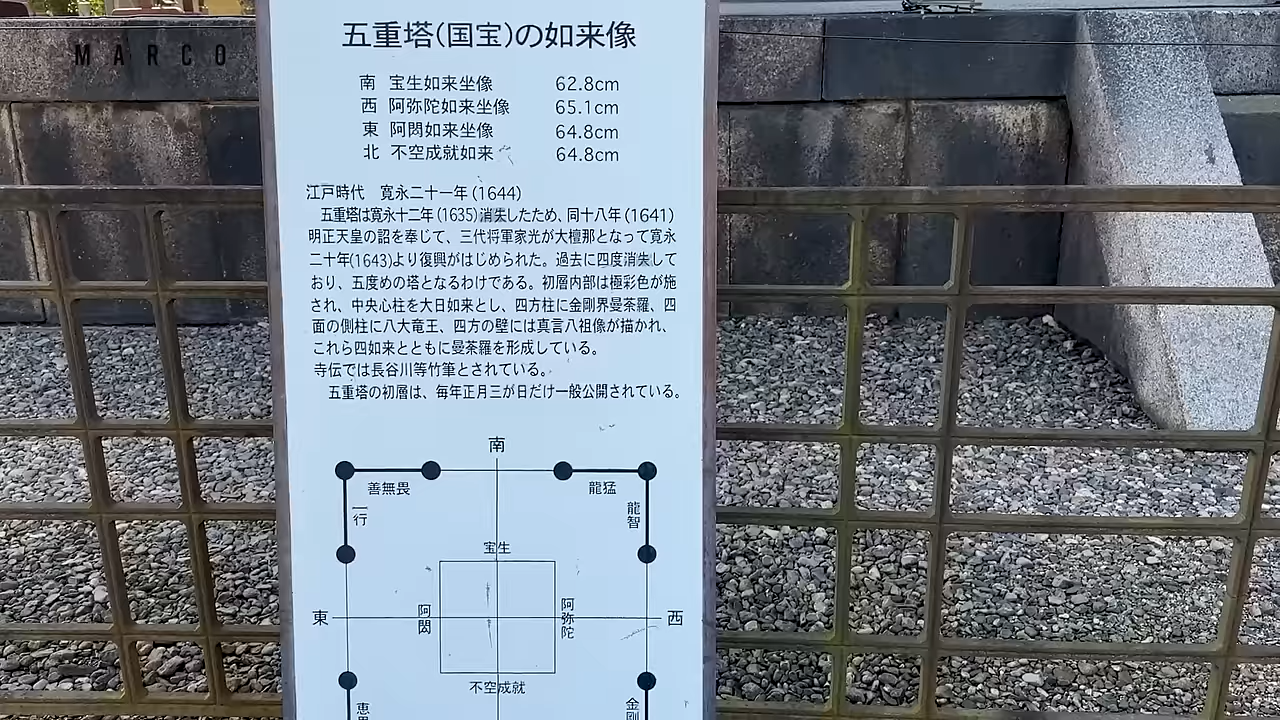 MARCO
五重塔(国宝)の如来像
南 宝生如来坐像 62.8cm
西 阿弥陀如来坐像 65.1cm
東 阿閦如来坐像 64.8cm
北 不空成就如来 64.8cm
江戸時代 寛永二十一年(1644)
五重塔は寛永十二年(1635)消失したため、同十八年(1641)
明正天皇の詔を奉じて、三代将軍家光が大檀那となって寛永
二十年(1643)より復興がはじめられた。過去に四度消失して
おり、五度めの塔となるわけである。初層内部は極彩色が施
され、中央心柱を大日如来とし、四方柱に金剛界曼荼羅、四
面の側柱に八大竜王、四方の壁には真言八祖像が描かれ、
これら四如来とともに曼荼羅を形成している。
寺伝では長谷川等竹筆とされている。
五重塔の初層は、毎年正月三が日だけ一般公開されている。
南
善無畏 龍猛
一行 龍智
宝生
東 阿閦 阿弥陀 西
不空成就
恵 金剛